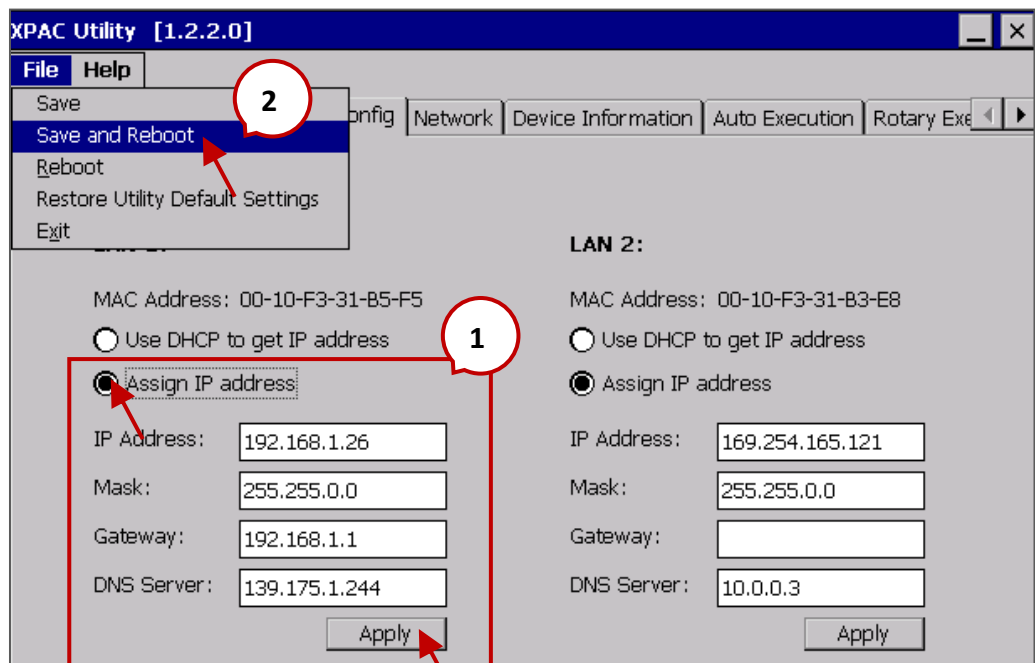 XPAC Utility [1.2.2.0]
File Help
Save
Save and Reboot
Reboot
Restore Utility Default Settings
Exit
2
Network
Device Information
Auto Execution
Rotary Exe
LAN 2:
MAC Address: 00-10-F3-31-B5-F5
Use DHCP to get IP address
1
Assign IP address
IP Address: 192.168.1.26
Mask: 255.255.0.0
Gateway: 192.168.1.1
DNS Server: 139.175.1.244
Apply
MAC Address: 00-10-F3-31-B3-E8
Use DHCP to get IP address
Assign IP address
IP Address: 169.254.165.121
Mask: 255.255.0.0
Gateway:
DNS Server: 10.0.0.3
Apply